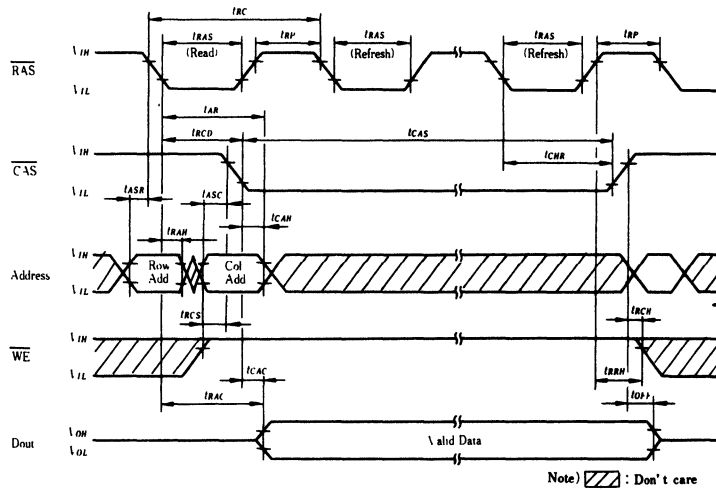 tRC
tRAS tRP tRAS tRAS tRP
(Read) (Refresh) (Refresh)
RAS VIH
VIL
tAR
tRCD tCAS
CAS VIH
tCHR
VIL
tASR tASC
tCAH
tRAH
Address VIH
Row Add
Col Add
VIL
tRCS tRCH
WE VIH
VIL
tCAC tRRH
tRAC tOFF
Dout VOH
VOL
Valid Data
Note) : Don't care